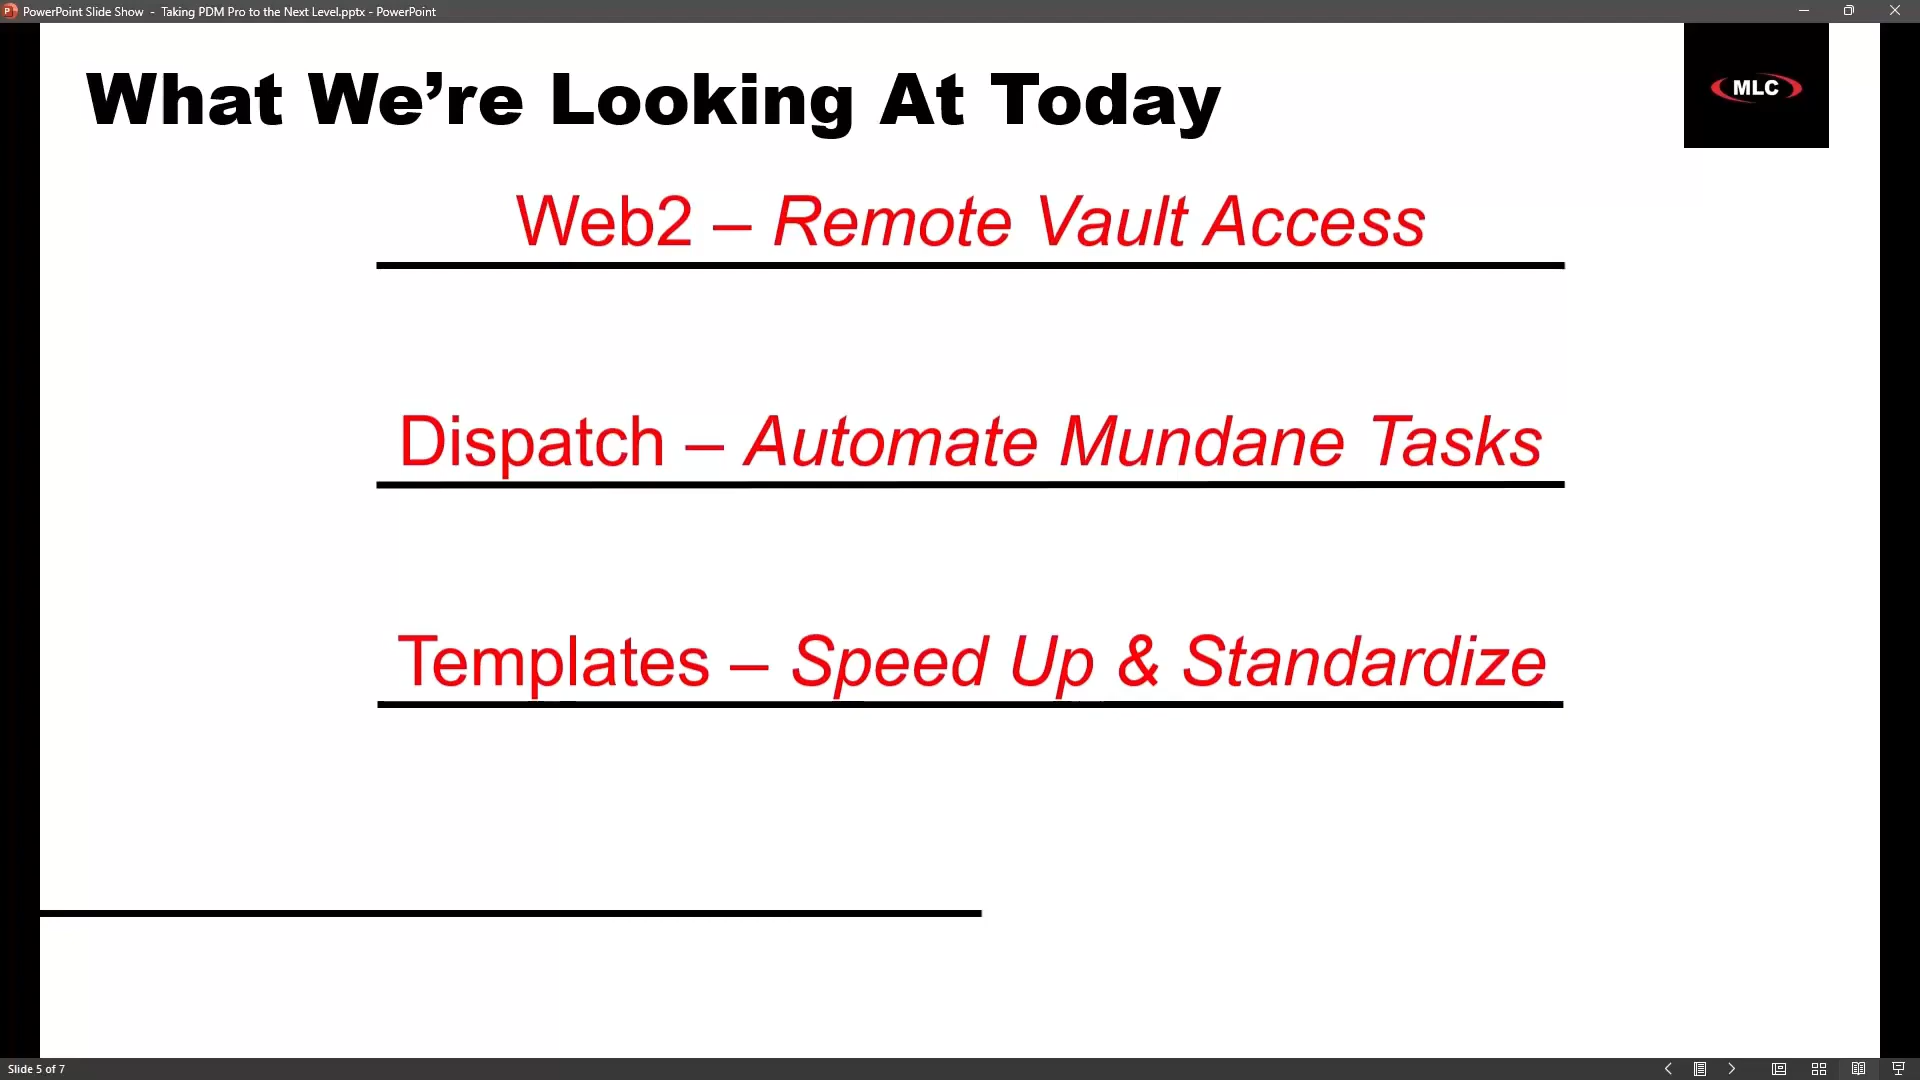 PowerPoint Slide Show - Taking PDM Pro to the Next Level.pptx - PowerPoint
What We’re Looking At Today
MLC
Web2 – Remote Vault Access
Dispatch – Automate Mundane Tasks
Templates – Speed Up & Standardize
Slide 5 of 7